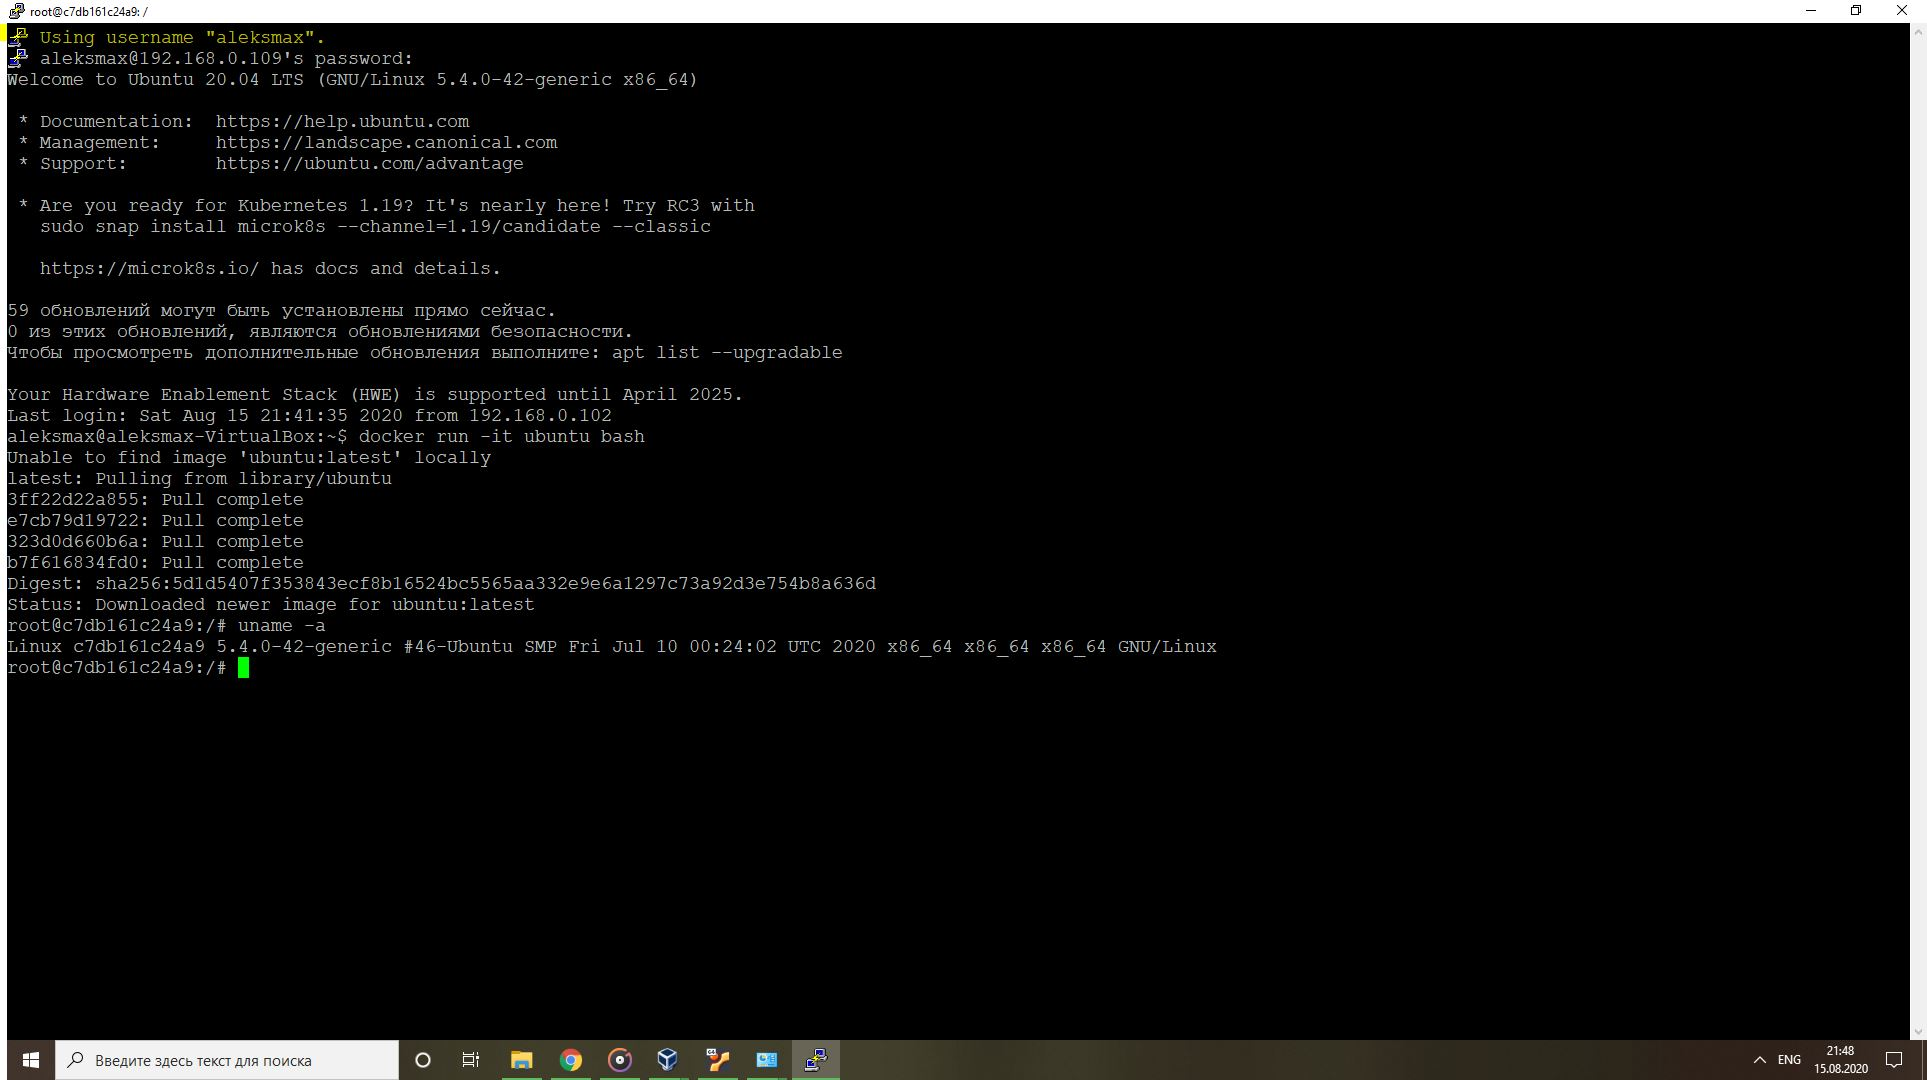 root@c7db161c24a9: /
Using username "aleksmax".
aleksmax@192.168.0.109's password:
Welcome to Ubuntu 20.04 LTS (GNU/Linux 5.4.0-42-generic x86_64)
* Documentation:  https://help.ubuntu.com
* Management:     https://landscape.canonical.com
* Support:        https://ubuntu.com/advantage
* Are you ready for Kubernetes 1.19? It's nearly here! Try RC3 with
sudo snap install microk8s --channel=1.19/candidate --classic
https://microk8s.io/ has docs and details.
59 обновлений могут быть установлены прямо сейчас.
0 из этих обновлений, являются обновлениями безопасности.
Чтобы просмотреть дополнительные обновления выполните: apt list --upgradable
Your Hardware Enablement Stack (HWE) is supported until April 2025.
Last login: Sat Aug 15 21:41:35 2020 from 192.168.0.102
aleksmax@aleksmax-VirtualBox:~$ docker run -it ubuntu bash
Unable to find image 'ubuntu:latest' locally
latest: Pulling from library/ubuntu
3ff22d22a855: Pull complete
e7cb79d19722: Pull complete
323d0d660b6a: Pull complete
b7f616834fd0: Pull complete
Digest: sha256:5d1d5407f353843ecf8b16524bc5565aa332e9e6a1297c73a92d3e754b8a636d
Status: Downloaded newer image for ubuntu:latest
root@c7db161c24a9:/# uname -a
Linux c7db161c24a9 5.4.0-42-generic #46-Ubuntu SMP Fri Jul 10 00:24:02 UTC 2020 x86_64 x86_64 x86_64 GNU/Linux
root@c7db161c24a9:/#
Введите здесь текст для поиска
ENG
21:48
15.08.2020